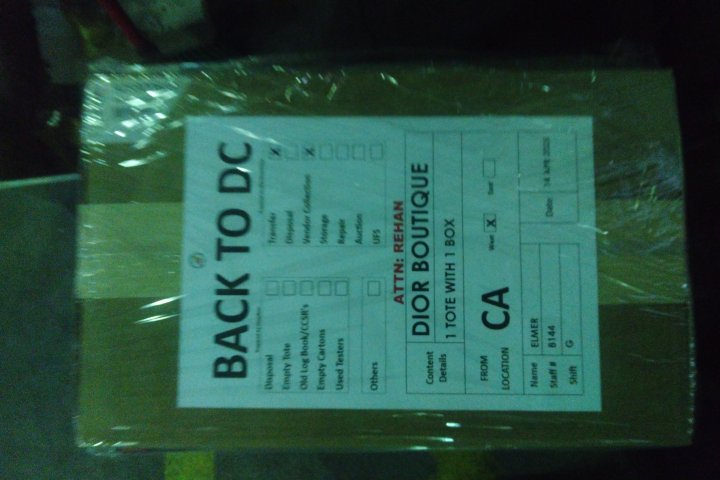 BACK TO DC
Disposal
Empty Tote
Old Log Book/CCSR's
Empty Cartons
Used Testers
Others
Transfer X
Disposal
Vendor Collection X
Storage
Repair
Auction
UFS
ATTN: REHAN
Content Details DIOR BOUTIQUE
1 TOTE WITH 1 BOX
FROM LOCATION CA West X East
Name ELMER Date: 14 APR 2020
Staff # 8144
Shift G